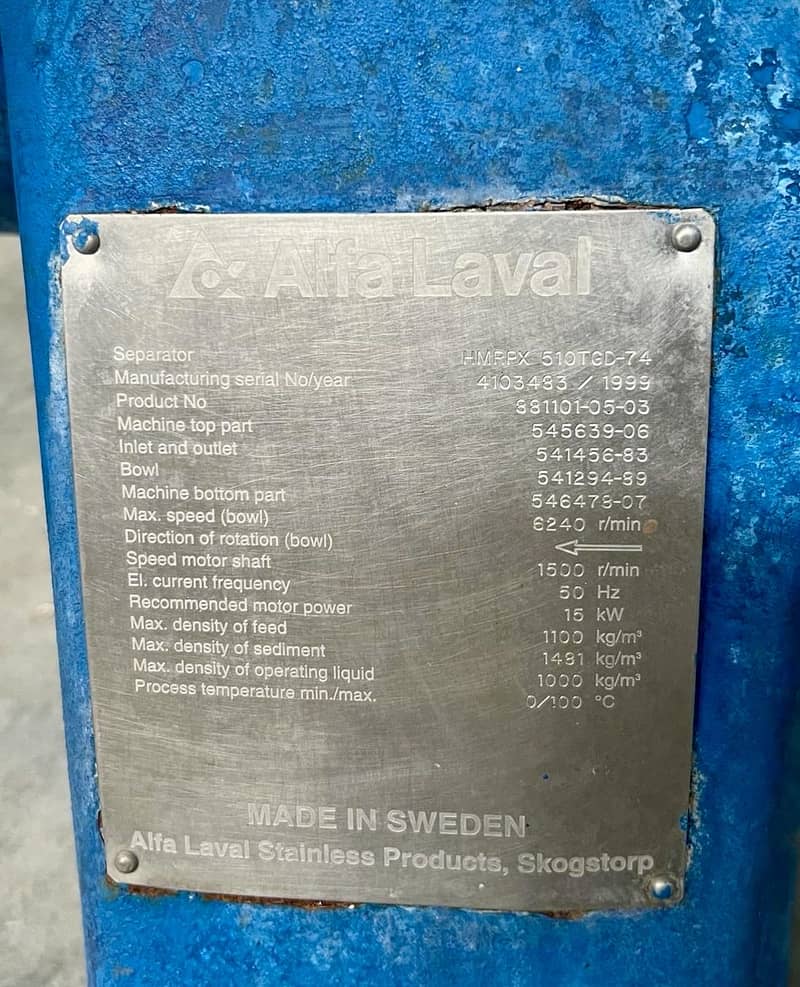 Alfa Laval
Separator HMRPX 510TGD-74
Manufacturing serial No/year 4103483 / 1999
Product No 881101-05-03
Machine top part 545639-06
Inlet and outlet 541456-83
Bowl 541294-89
Machine bottom part 546478-07
Max. speed (bowl) 6240 r/min
Direction of rotation (bowl)
Speed motor shaft 1500 r/min
El. current frequency 50 Hz
Recommended motor power 15 kW
Max. density of feed 1100 kg/m³
Max. density of sediment 1481 kg/m³
Max. density of operating liquid 1000 kg/m³
Process temperature min./max. 0/100 °C
MADE IN SWEDEN
Alfa Laval Stainless Products, Skogstorp